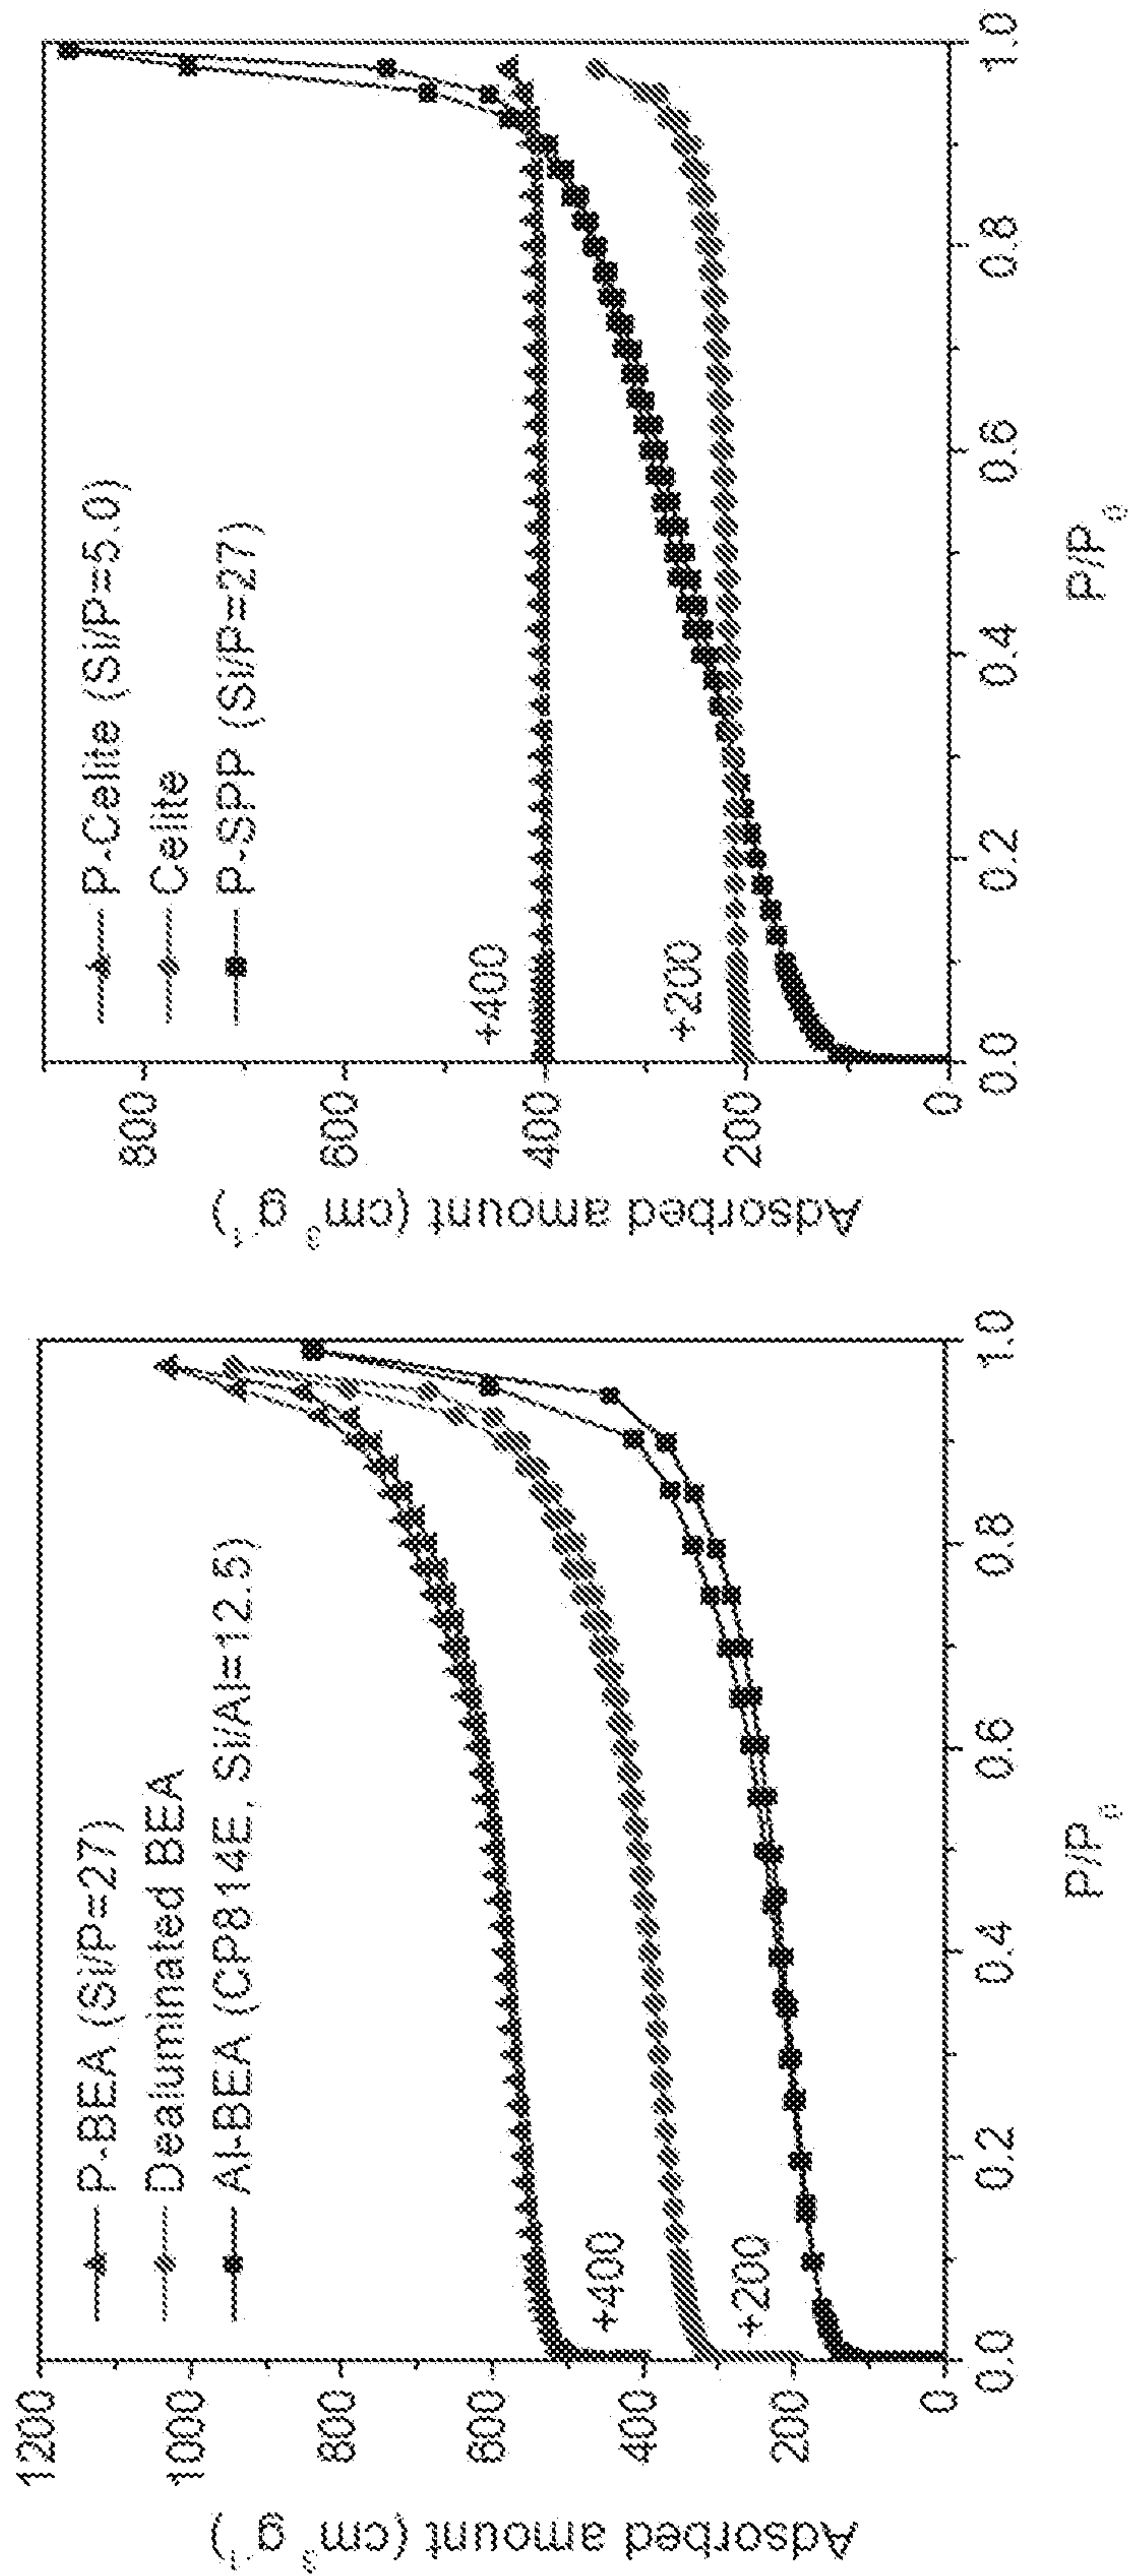 Adsorbed amount (cm³ g⁻¹)
1200
1000
800
600
400
200
0
P-BEA (Si/P=27)
Dealuminated BEA
Al-BEA (CP814E, Si/Al=12.5)
+400
+200
0.0 0.2 0.4 0.6 0.8 1.0
P/P₀
Adsorbed amount (cm³ g⁻¹)
800
600
400
200
0
P-Celite (Si/P=5.0)
Celite
P-SPP (Si/P=27)
+400
+200
0.0 0.2 0.4 0.6 0.8 1.0
P/P₀